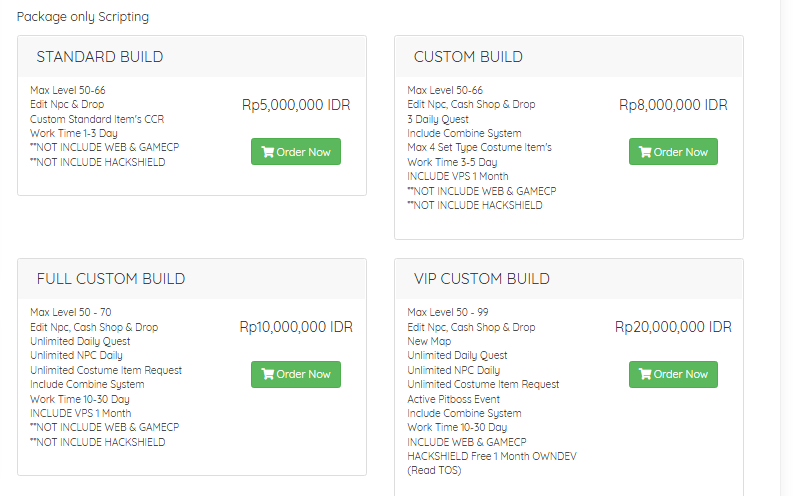 Package only Scripting
STANDARD BUILD
Max Level 50-66
Edit Npc & Drop
Custom Standard Item's CCR
Work Time 1-3 Day
**NOT INCLUDE WEB & GAMECP
**NOT INCLUDE HACKSHIELD
Rp5,000,000 IDR
Order Now
CUSTOM BUILD
Max Level 50-66
Edit Npc, Cash Shop & Drop
3 Daily Quest
Include Combine System
Max 4 Set Type Costume Item's
Work Time 3-5 Day
INCLUDE VPS 1 Month
**NOT INCLUDE WEB & GAMECP
**NOT INCLUDE HACKSHIELD
Rp8,000,000 IDR
Order Now
FULL CUSTOM BUILD
Max Level 50 - 70
Edit Npc, Cash Shop & Drop
Unlimited Daily Quest
Unlimited NPC Daily
Unlimited Costume Item Request
Include Combine System
Work Time 10-30 Day
INCLUDE VPS 1 Month
**NOT INCLUDE WEB & GAMECP
**NOT INCLUDE HACKSHIELD
Rp10,000,000 IDR
Order Now
VIP CUSTOM BUILD
Max Level 50 - 99
Edit Npc, Cash Shop & Drop
New Map
Unlimited Daily Quest
Unlimited NPC Daily
Unlimited Costume Item Request
Active Pitboss Event
Include Combine System
Work Time 10-30 Day
INCLUDE WEB & GAMECP
HACKSHIELD Free 1 Month OWNDEV
(Read TOS)
Rp20,000,000 IDR
Order Now